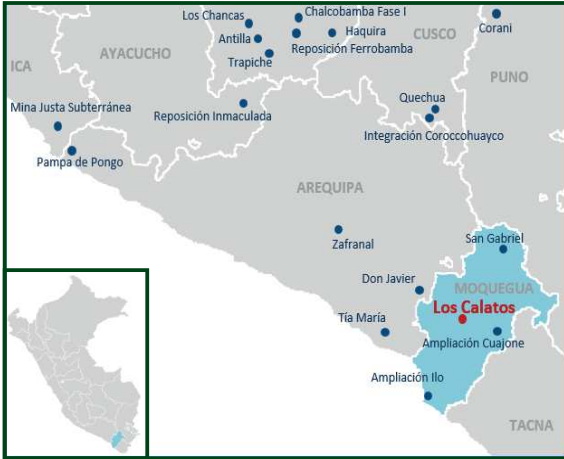 Los Chancas
Chalcobamba Fase I
Corani
Antilla
Haquira
CUSCO
Reposición Ferrobamba
AYACUCHO
Trapiche
ICA
PUNO
Quechua
Mina Justa Subterránea
Reposición Inmaculada
Integración Coroccohuayco
Pampa de Pongo
AREQUIPA
Zafranal
San Gabriel
Don Javier
MOQUEGUA
Los Calatos
Tía María
Ampliación Cuajone
Ampliación Ilo
TACNA